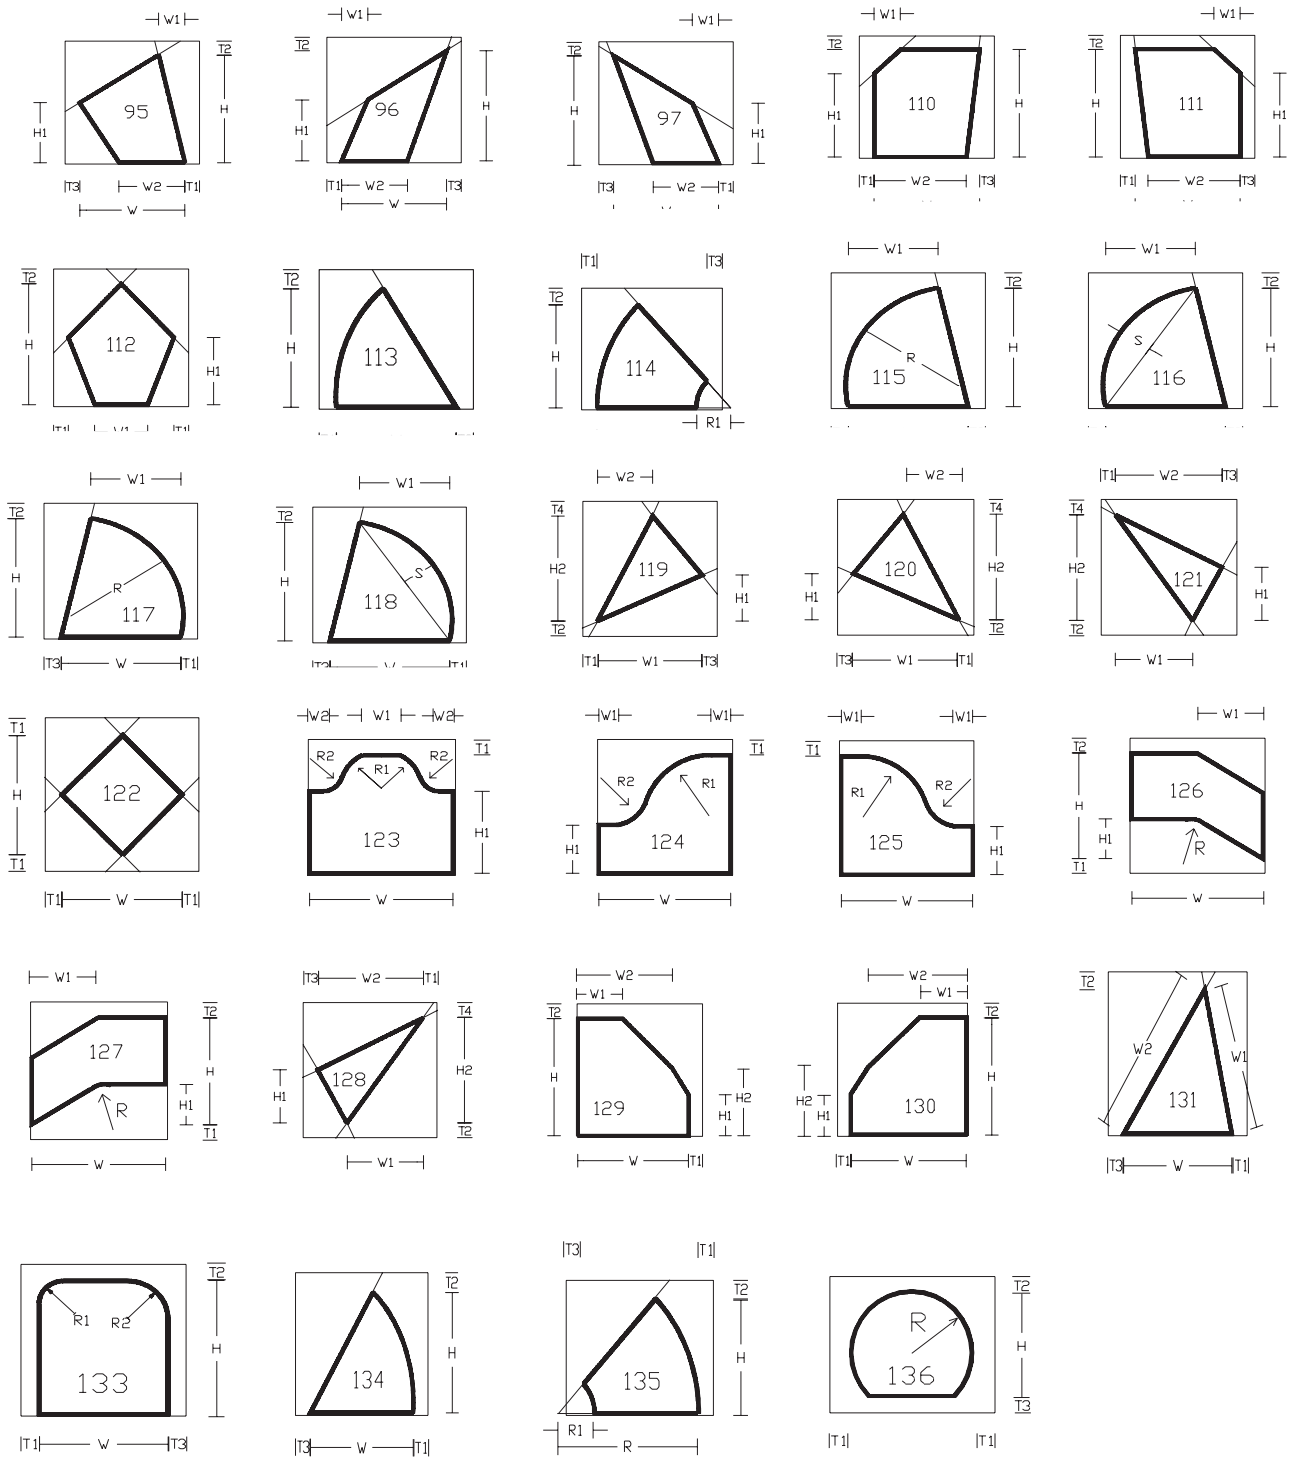 W1 W1 W1 W1 W1
T2 T2 T2 T2 T2
H1 95 H H1 96 H H 97 H1 H1 110 H H 111 H1
T3 W2 T1 T1 W2 T3 T3 W2 T1 T1 W2 T3 T1 W2 T3
W W
T1 T3 W1 W1
T2 T2 T2 T2 T2
H 112 H1 H 113 H 114 R 115 H S 116 H
R1
W1 W1 W2 W2 T1 W2 T3
T2 T2 T4 T4 T4
H R 117 H S 118 H2 119 H1 H1 120 H2 H2 121 H1
T2 T2 T2
T3 W T1 W T1 W1 T3 T3 W1 T1 W1
W2 W1 W2 W1 W1 W1 W1 W1
T1 T1 T1 T1 T2
H 122 R2 R1 R2 123 H1 R2 R1 124 H1 R1 R2 125 H1 126 H H1 R
T1 T1
T1 W T1 W W W W
W1 T3 W2 T1 W2 W2
W1 W1
T2 T4 T2 T2 T2
127 H H1 R 128 H1 H2 H 129 H1 H2 H2 H1 130 H W2 W1 131
T1 T2
W W1 W T1 T1 W T3 W T1
T3 T1
T2 T2 T2 T2
R1 R2 133 H 134 H 135 H R 136 H
T3
T1 W T3 T3 W T1 R1 T1 T1
R